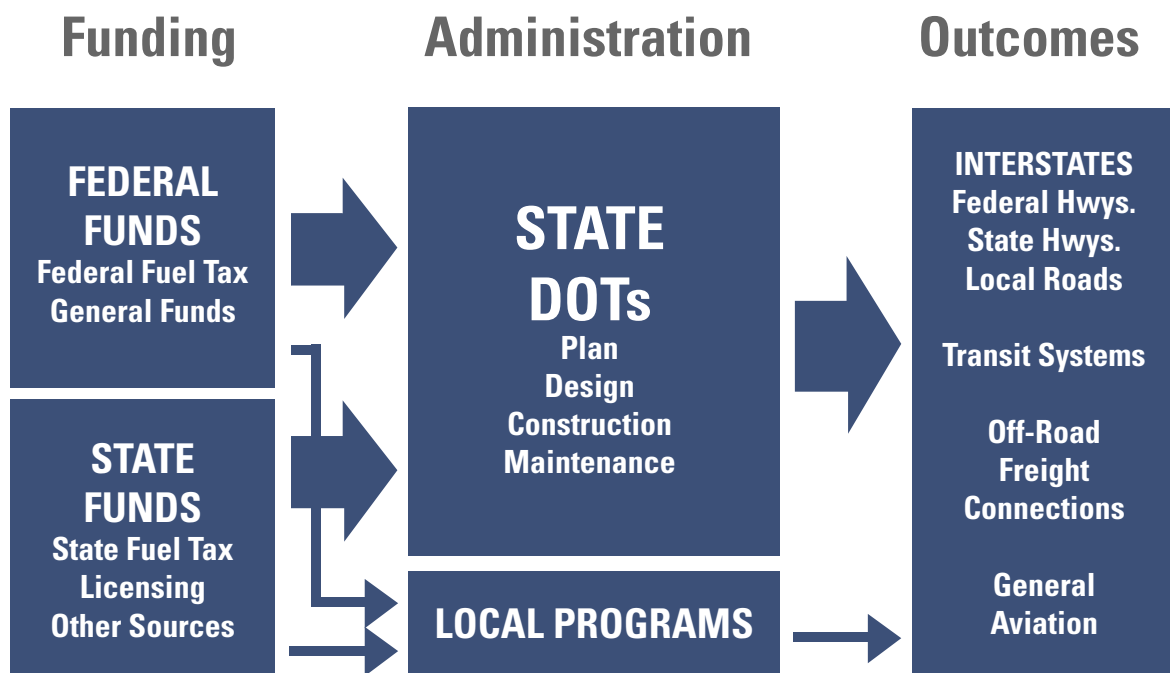 Funding
Administration
Outcomes
FEDERAL
FUNDS
Federal Fuel Tax
General Funds
STATE
FUNDS
State Fuel Tax
Licensing
Other Sources
STATE
DOTs
Plan
Design
Construction
Maintenance
LOCAL PROGRAMS
INTERSTATES
Federal Hwys.
State Hwys.
Local Roads
Transit Systems
Off-Road
Freight
Connections
General
Aviation